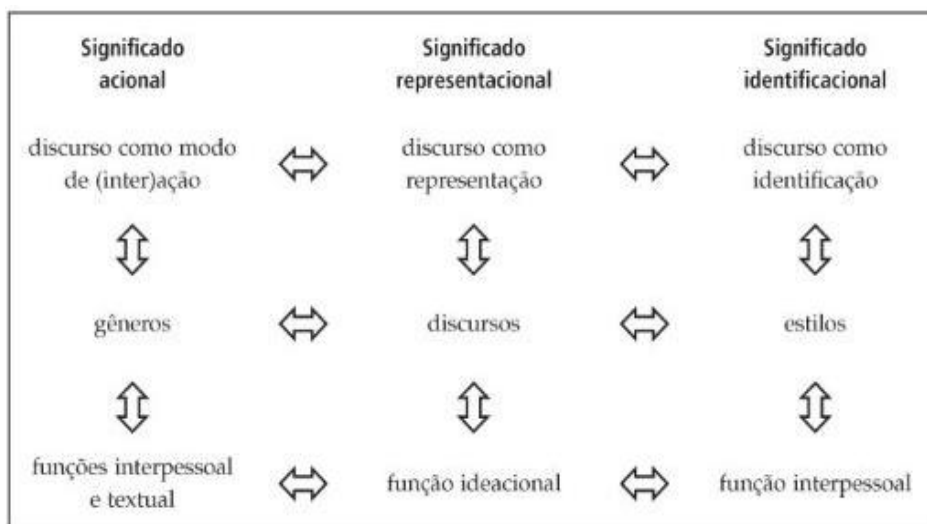 Significado
acional
Significado
representacional
Significado
identificacional
discurso como modo
de (inter)ação
discurso como
representação
discurso como
identificação
gêneros
discursos
estilos
funções interpessoal
e textual
função ideacional
função interpessoal